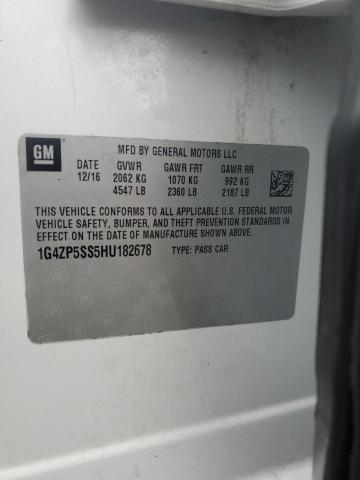 GM
MFD BY GENERAL MOTORS LLC
DATE GVWR GAWR FRT GAWR RR
12/16 2062 KG 1070 KG 992 KG
4547 LB 2360 LB 2187 LB
THIS VEHICLE CONFORMS TO ALL APPLICABLE U.S. FEDERAL MOTOR
VEHICLE SAFETY, BUMPER, AND THEFT PREVENTION STANDARDS
IN EFFECT ON THE DATE OF MANUFACTURE SHOWN ABOVE.
1G4ZP5SS5HU182678 TYPE: PASS CAR